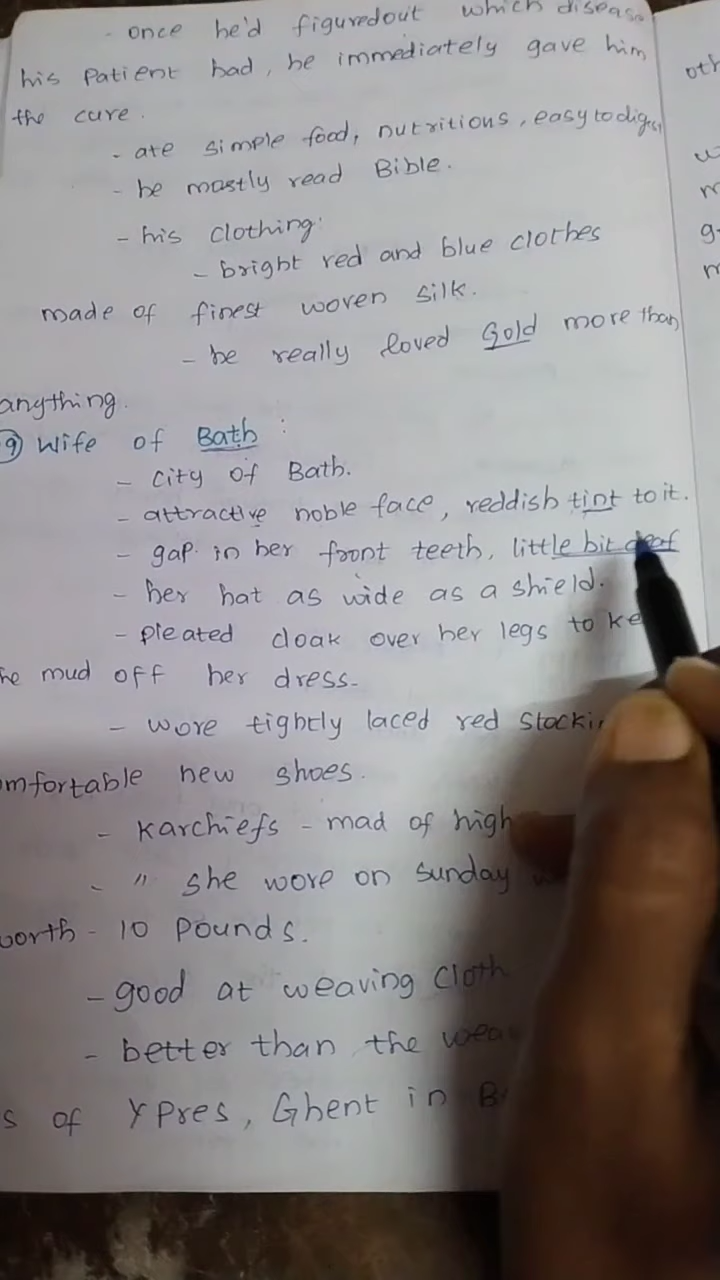 - once he'd figuredout which disease
his patient had, he immediately gave him
the cure.
- ate simple food, nutritions, easy to digest
- he mostly read Bible.
- his clothing:
- bright red and blue clothes
made of finest woven silk.
- he really loved Gold more than
anything.
9) Wife of Bath :
- city of Bath.
- attractive noble face, reddish tint to it.
- gap in her front teeth, little bit deaf
- her hat as wide as a shield.
- pleated cloak over her legs to ke
he mud off her dress.
- wore tightly laced red stockin
omfortable new shoes.
- karchiefs - mad of high
- " she wore on sunday
worth - 10 pounds.
- good at weaving cloth
- better than the wea
s of Ypres, Ghent in B
oth